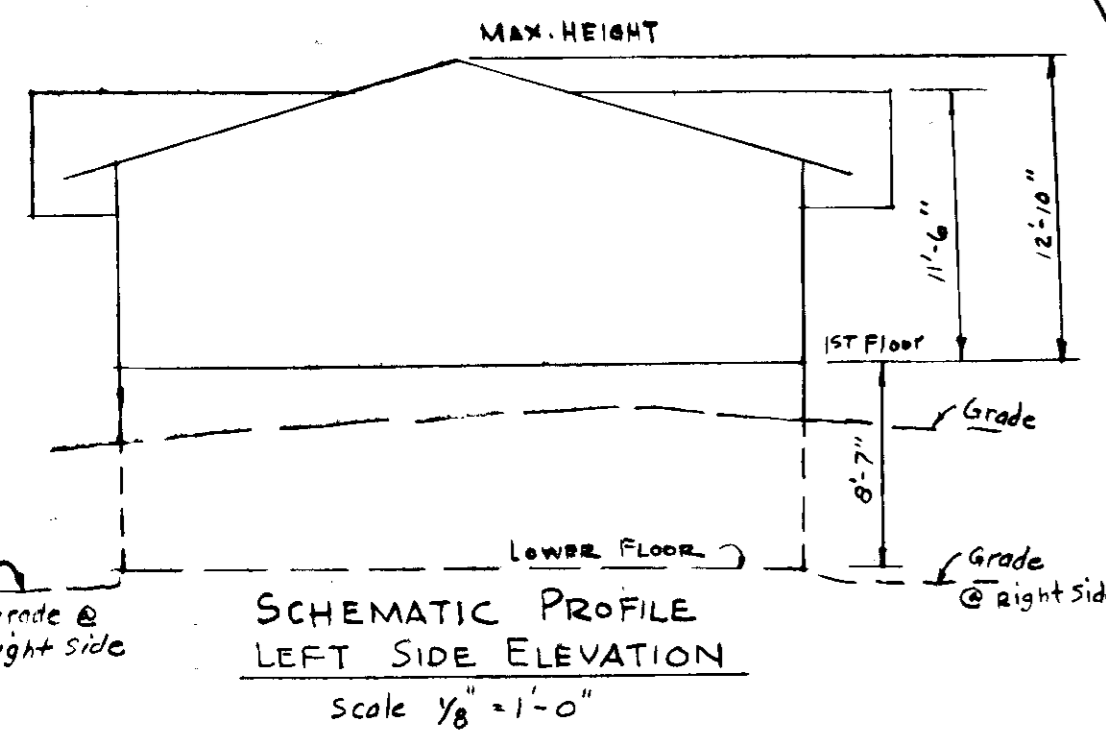 MAX. HEIGHT
11'-6"
12'-10"
1ST Floor
Grade
8'-7"
LOWER FLOOR
Grade
@ Right Side
rade @
ght side
SCHEMATIC PROFILE
LEFT SIDE ELEVATION
Scale 1/8" = 1'-0"